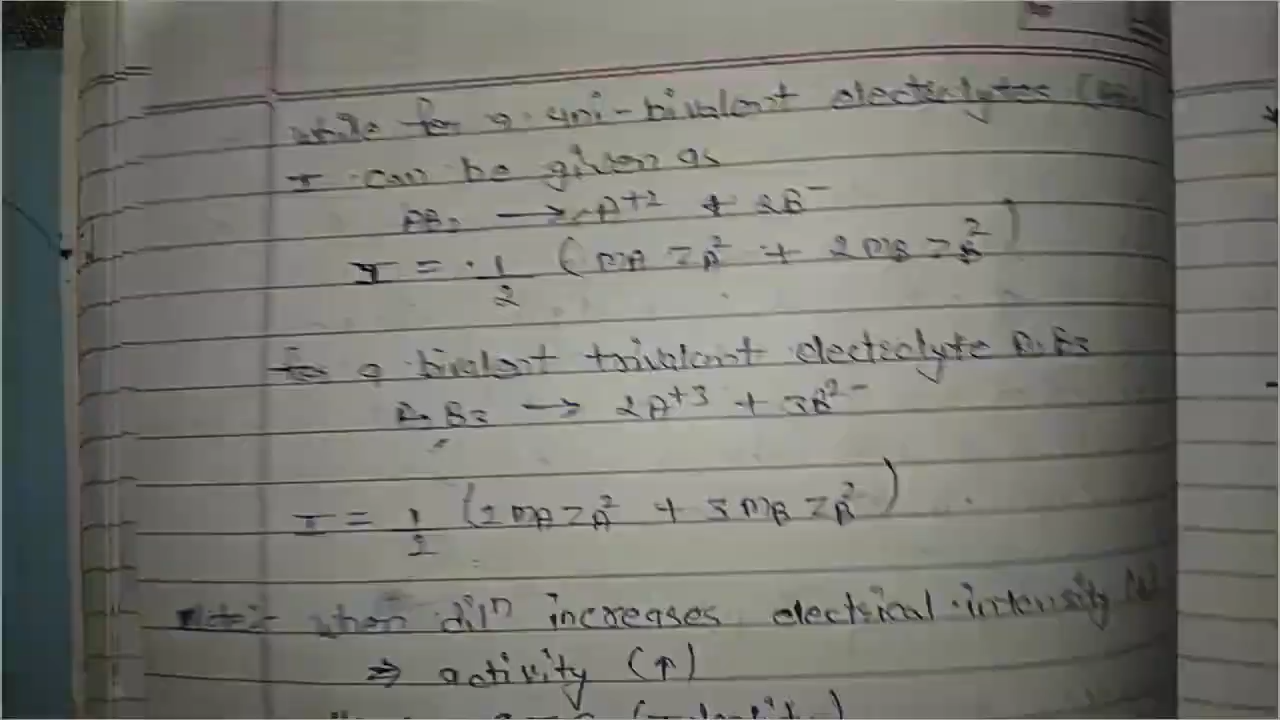 while for a uni-bivalent electrolytes
I can be given as
AB₂ → A⁺² + 2B⁻
I = 1/2 (mA zA² + 2mB zB²)
for a bivalent trivalent electrolyte A₂B₃
A₂B₃ → 2A⁺³ + 3B²⁻
I = 1/2 (2mA zA² + 3mB zB²)
when dilⁿ increases electrical intensity
⇒ activity (↑)